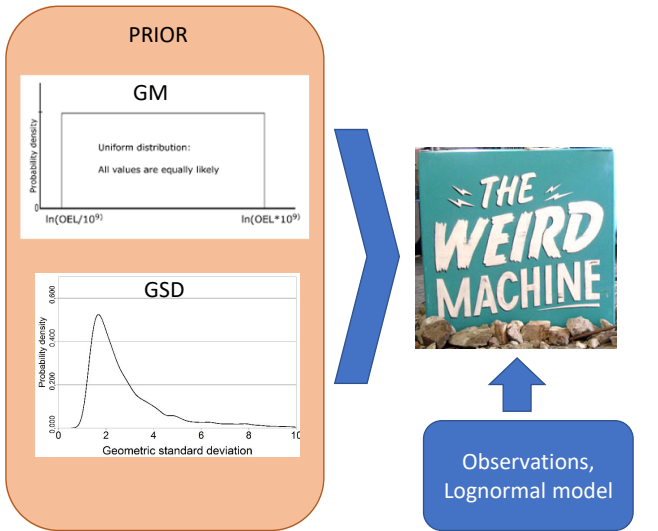 PRIOR
GM
Probability density
Uniform distribution:
All values are equally likely
0
ln(OEL/10⁹)
ln(OEL*10⁹)
GSD
Probability density
0.600
0.400
0.200
0.000
0
2
4
6
8
10
Geometric standard deviation
THE
WEIRD
MACHINE
Observations,
Lognormal model